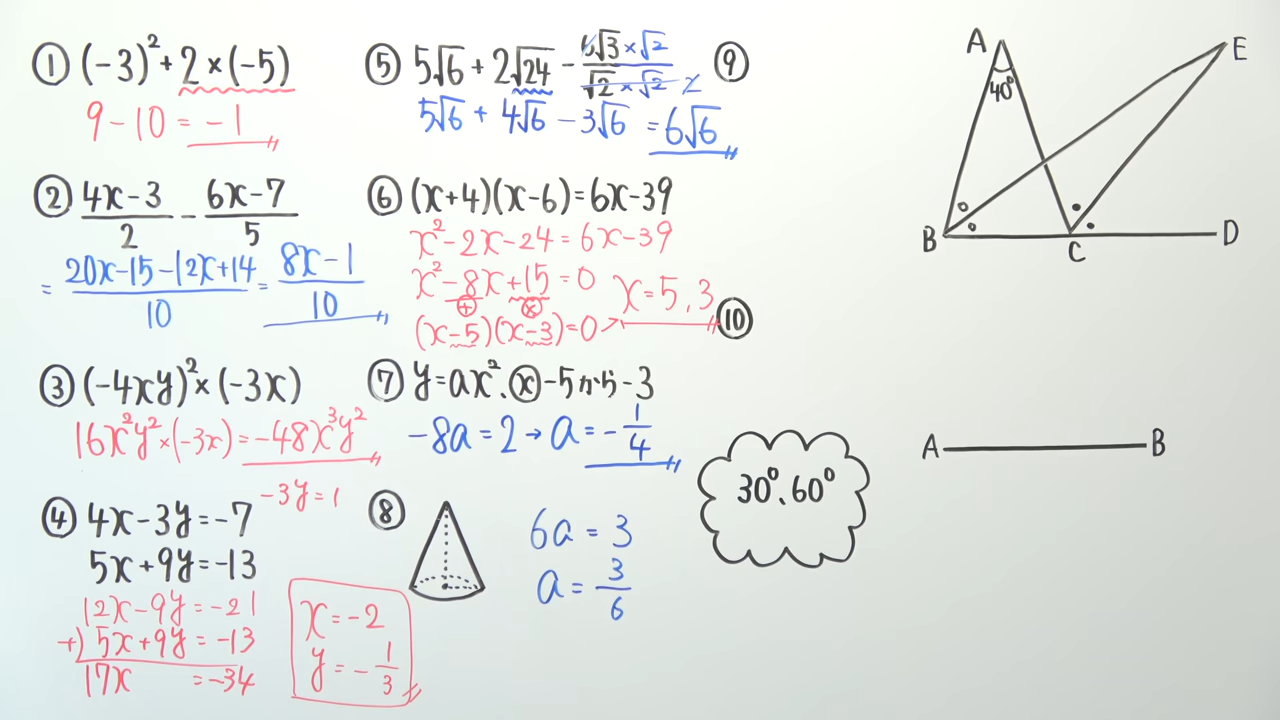 ① (-3)² + 2 × (-5)
9 - 10 = -1
② (4x-3)/2 - (6x-7)/5
= (20x-15-12x+14)/10 = (8x-1)/10
③ (-4xy)² × (-3x)
16x²y² × (-3x) = -48x³y²
④ 4x-3y=-7
-3y=1
5x+9y=-13
12x-9y=-21
+) 5x+9y=-13
17x =-34
x=-2
y=-1/3
⑤ 5√6 + 2√24 - 6√3×√2/√2×√2 2
5√6 + 4√6 - 3√6 = 6√6
⑥ (x+4)(x-6)=6x-39
x²-2x-24=6x-39
x²-8x+15=0
⊕ ⊗
(x-5)(x-3)=0 → x=5,3
⑦ y=ax²、ⓧ-5から-3
-8a=2→a=-1/4
⑧
6a=3
a=3/6
⑨
A
40°
B
C
D
E
⑩
A B
30°、60°